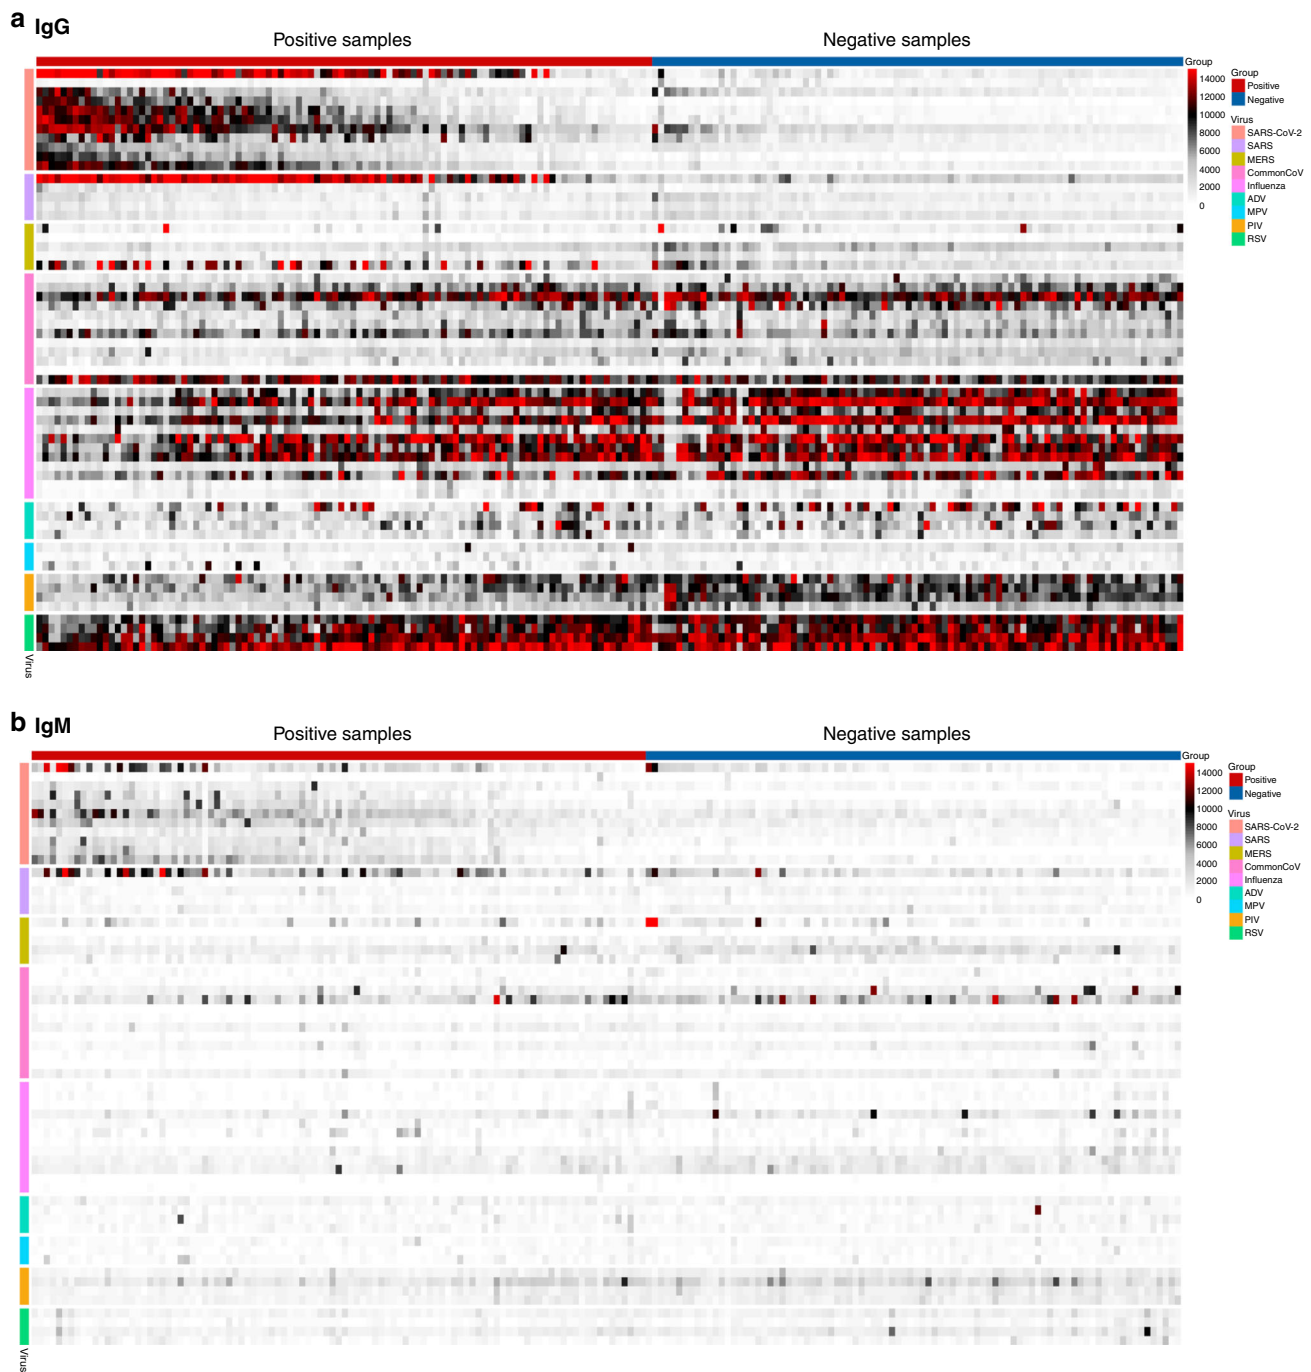 a IgG
Positive samples
Negative samples
Group
14000
12000
10000
8000
6000
4000
2000
0
Group
Positive
Negative
Virus
SARS-CoV-2
SARS
MERS
CommonCoV
Influenza
ADV
MPV
PIV
RSV
Virus
b IgM
Positive samples
Negative samples
Group
14000
12000
10000
8000
6000
4000
2000
0
Group
Positive
Negative
Virus
SARS-CoV-2
SARS
MERS
CommonCoV
Influenza
ADV
MPV
PIV
RSV
Virus